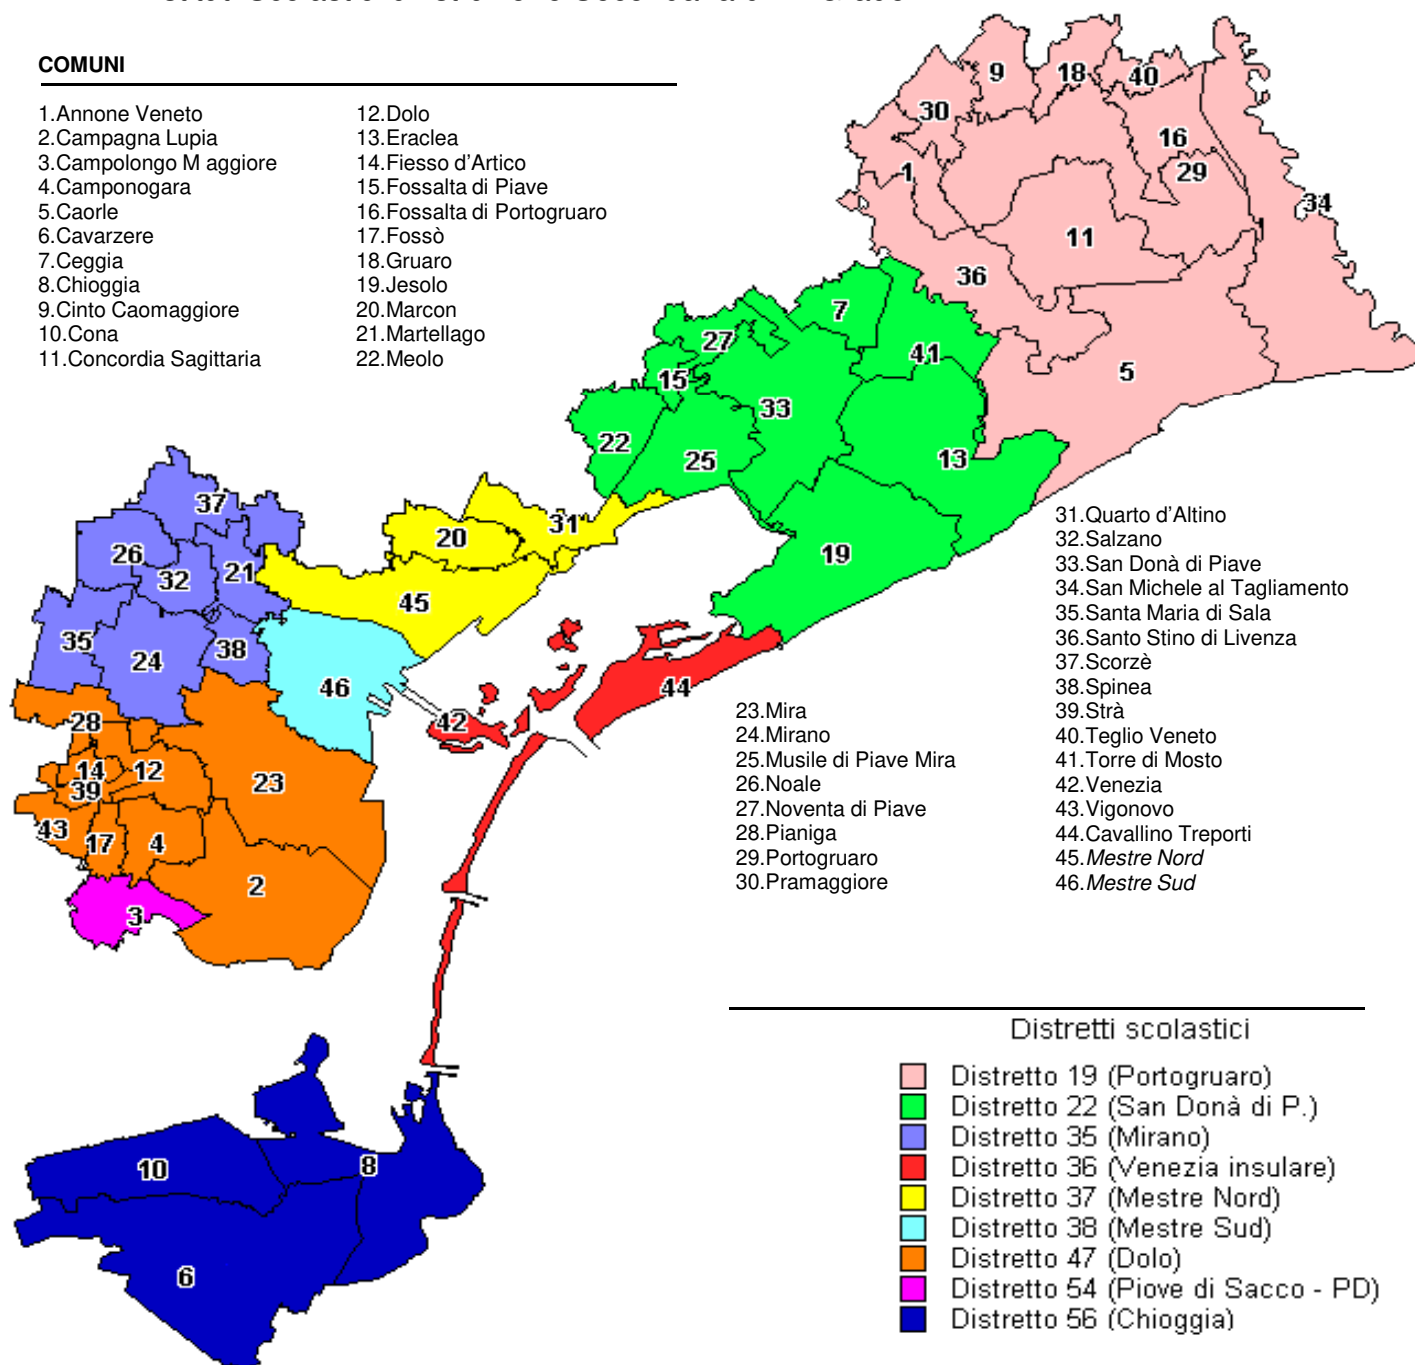 COMUNI
1.Annone Veneto
2.Campagna Lupia
3.Campolongo M aggiore
4.Camponogara
5.Caorle
6.Cavarzere
7.Ceggia
8.Chioggia
9.Cinto Caomaggiore
10.Cona
11.Concordia Sagittaria
12.Dolo
13.Eraclea
14.Fiesso d'Artico
15.Fossalta di Piave
16.Fossalta di Portogruaro
17.Fossò
18.Gruaro
19.Jesolo
20.Marcon
21.Martellago
22.Meolo
9
18
40
30
16
1
29
34
11
36
7
27
41
15
5
33
22
25
13
37
20
31
26
32
21
19
45
35
24
38
46
44
28
42
14
12
23
39
43
17
4
2
3
10
8
6
23.Mira
24.Mirano
25.Musile di Piave Mira
26.Noale
27.Noventa di Piave
28.Pianiga
29.Portogruaro
30.Pramaggiore
31.Quarto d'Altino
32.Salzano
33.San Donà di Piave
34.San Michele al Tagliamento
35.Santa Maria di Sala
36.Santo Stino di Livenza
37.Scorzè
38.Spinea
39.Strà
40.Teglio Veneto
41.Torre di Mosto
42.Venezia
43.Vigonovo
44.Cavallino Treporti
45.Mestre Nord
46.Mestre Sud
Distretti scolastici
Distretto 19 (Portogruaro)
Distretto 22 (San Donà di P.)
Distretto 35 (Mirano)
Distretto 36 (Venezia insulare)
Distretto 37 (Mestre Nord)
Distretto 38 (Mestre Sud)
Distretto 47 (Dolo)
Distretto 54 (Piove di Sacco - PD)
Distretto 56 (Chioggia)